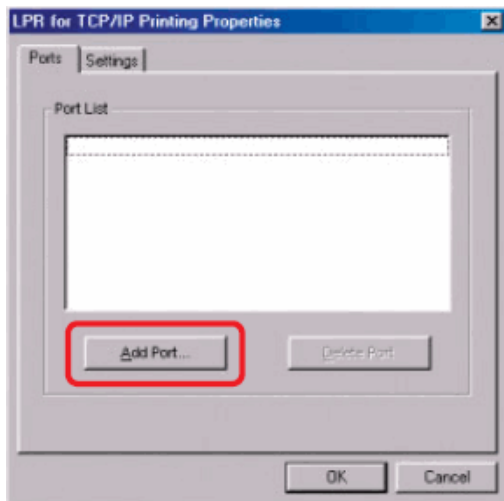 LPR for TCP/IP Printing Properties
Ports
Settings
Port List
Add Port...
Delete Port
OK
Cancel